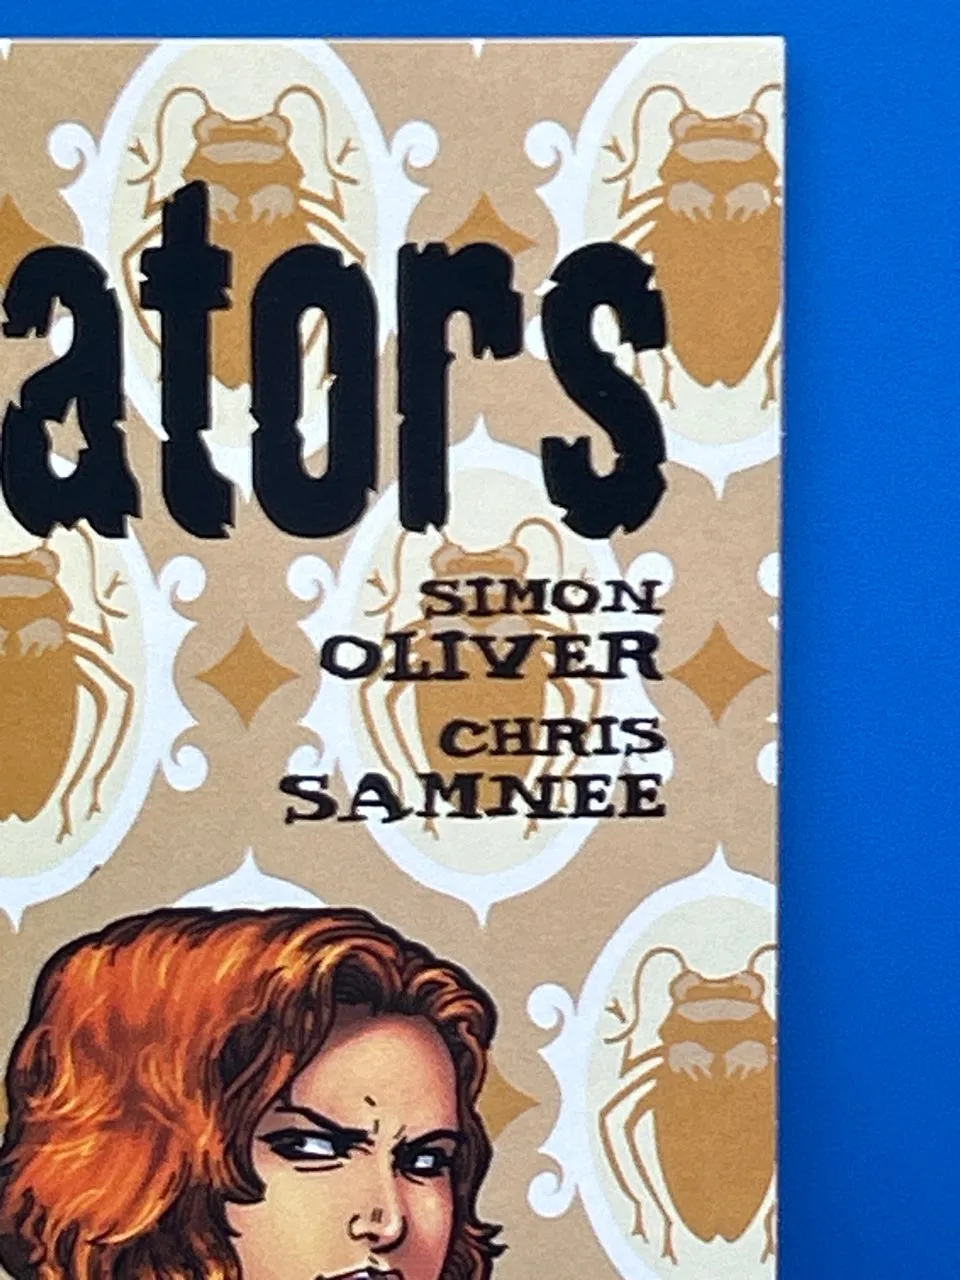 ators
SIMON
OLIVER
CHRIS
SAMNEE